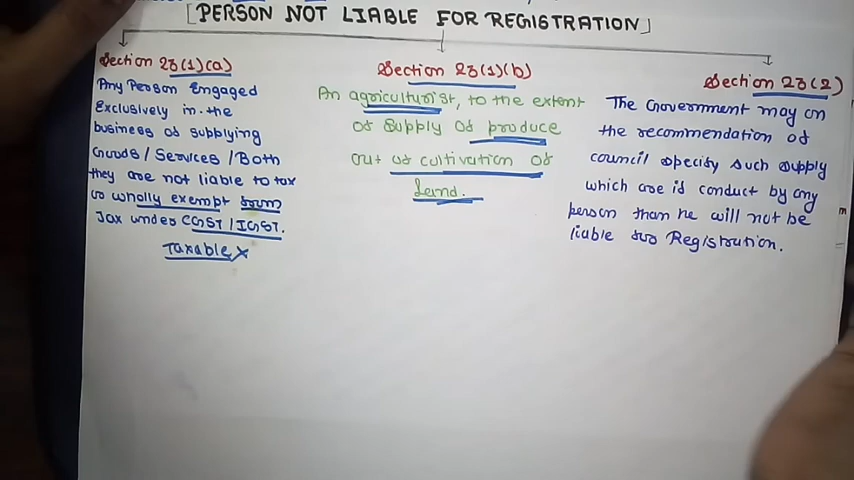 [PERSON NOT LIABLE FOR REGISTRATION]
Section 23(1)(a)
Any Person Engaged
Exclusively in the
business of supplying
Goods/Services/Both
they are not liable to tax
or wholly exempt from
Tax under CGST/IGST.
Taxable X
Section 23(1)(b)
An agriculturist, to the extent
of supply of produce
out of cultivation of
land.
Section 23(2)
The Government may on
the recommendation of
council specify such supply
which are if conduct by any
person than he will not be
liable for Registration.